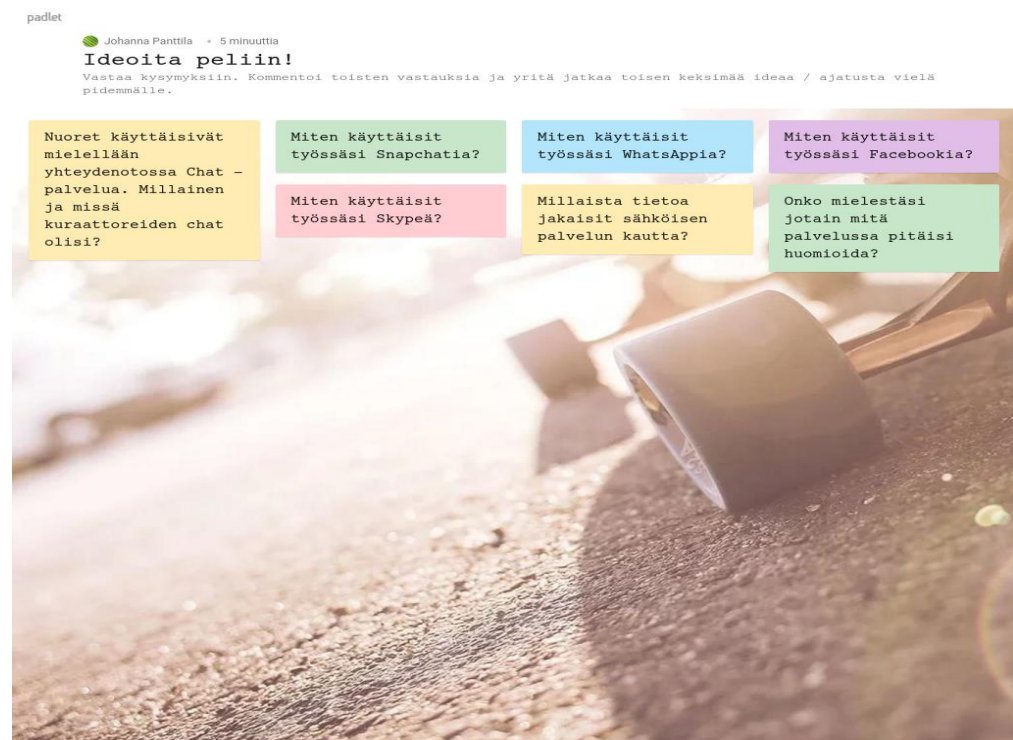 padlet
Johanna Panttila • 5 minuuttia
Ideoita peliin!
Vastaa kysymyksiin. Kommentoi toisten vastauksia ja yritä jatkaa toisen keksimää ideaa / ajatusta vielä
pidemmälle.
Nuoret käyttäisivät
mielellään
yhteydenotossa Chat –
palvelua. Millainen
ja missä
kuraattoreiden chat
olisi?
Miten käyttäisit
työssäsi Snapchatia?
Miten käyttäisit
työssäsi WhatsAppia?
Miten käyttäisit
työssäsi Facebookia?
Miten käyttäisit
työssäsi Skypeä?
Millaista tietoa
jakaisit sähköisen
palvelun kautta?
Onko mielestäsi
jotain mitä
palvelussa pitäisi
huomioida?